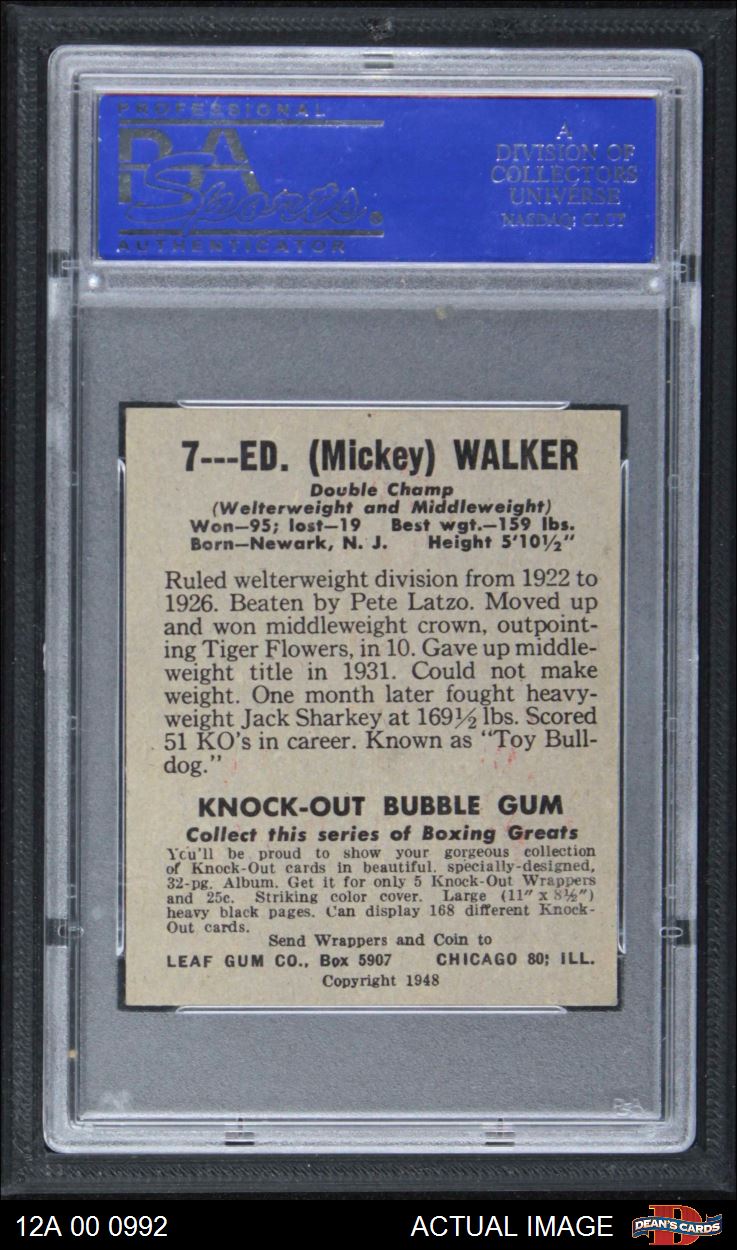 PROFESSIONAL
PSA
Sports
AUTHENTICATOR
A
DIVISION OF
COLLECTORS
UNIVERSE
NASDAQ: CLCT
7---ED. (Mickey) WALKER
Double Champ
(Welterweight and Middleweight)
Won—95; lost—19 Best wgt.—159 lbs.
Born—Newark, N. J. Height 5'10½"
Ruled welterweight division from 1922 to
1926. Beaten by Pete Latzo. Moved up
and won middleweight crown, outpoint-
ing Tiger Flowers, in 10. Gave up middle-
weight title in 1931. Could not make
weight. One month later fought heavy-
weight Jack Sharkey at 169½ lbs. Scored
51 KO's in career. Known as "Toy Bull-
dog."
KNOCK-OUT BUBBLE GUM
Collect this series of Boxing Greats
You'll be proud to show your gorgeous collection
of Knock-Out cards in beautiful, specially-designed,
32-pg. Album. Get it for only 5 Knock-Out Wrappers
and 25c. Striking color cover. Large (11" x 8½")
heavy black pages. Can display 168 different Knock-
Out cards.
Send Wrappers and Coin to
LEAF GUM CO., Box 5907 CHICAGO 80; ILL.
Copyright 1948
PSA
12A 00 0992 ACTUAL IMAGE DEAN'S CARDS